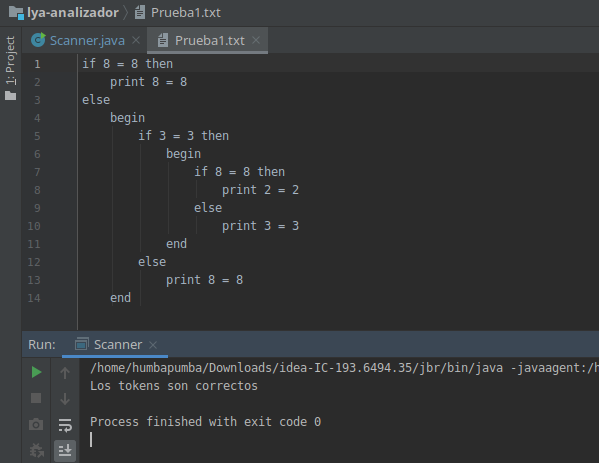 lya-analizador Prueba1.txt
Scanner.java Prueba1.txt
1: Project
1 if 8 = 8 then
2 print 8 = 8
3 else
4 begin
5 if 3 = 3 then
6 begin
7 if 8 = 8 then
8 print 2 = 2
9 else
10 print 3 = 3
11 end
12 else
13 print 8 = 8
14 end
Run: Scanner
/home/humbapumba/Downloads/idea-IC-193.6494.35/jbr/bin/java -javaagent:/h
Los tokens son correctos
Process finished with exit code 0